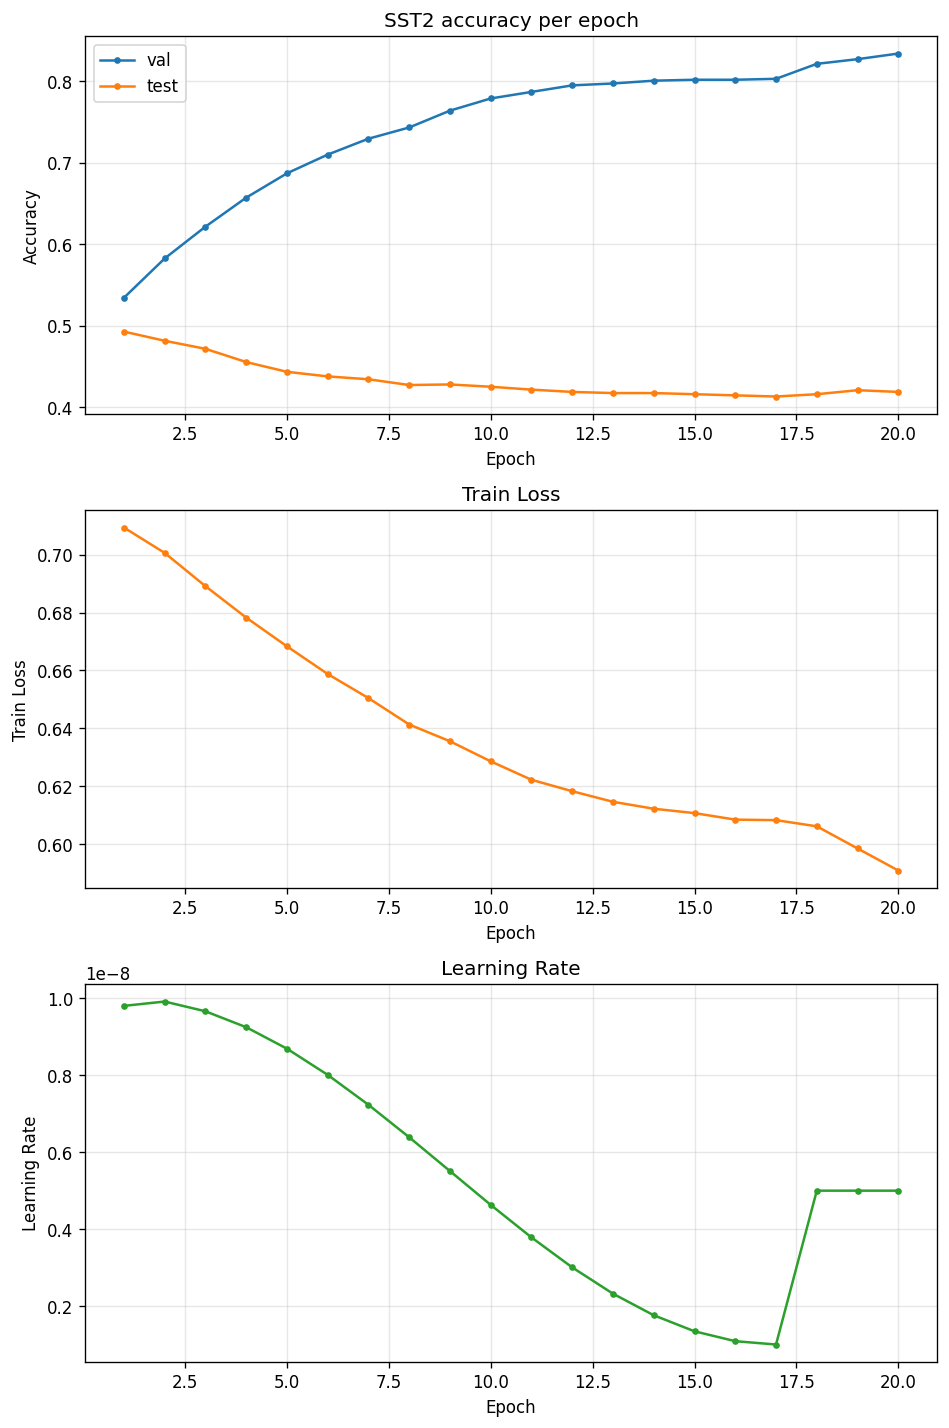 SST2 accuracy per epoch
val
test
0.8
0.7
0.6
0.5
0.4
Accuracy
2.5 5.0 7.5 10.0 12.5 15.0 17.5 20.0
Epoch
Train Loss
0.70
0.68
0.66
0.64
0.62
0.60
Train Loss
2.5 5.0 7.5 10.0 12.5 15.0 17.5 20.0
Epoch
Learning Rate
1e−8
1.0
0.8
0.6
0.4
0.2
Learning Rate
2.5 5.0 7.5 10.0 12.5 15.0 17.5 20.0
Epoch